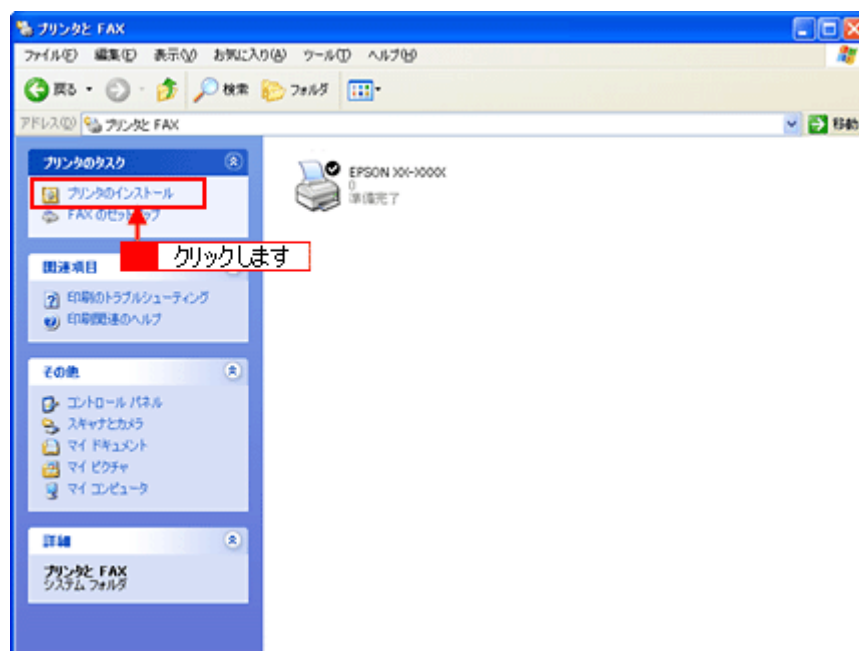 プリンタと FAX
ファイル(F) 編集(E) 表示(V) お気に入り(A) ツール(T) ヘルプ(H)
戻る 検索 フォルダ
アドレス(D) プリンタと FAX 移動
プリンタのタスク
プリンタのインストール
FAX のセットアップ
クリックします
関連項目
印刷のトラブルシューティング
印刷関連のヘルプ
その他
コントロール パネル
スキャナとカメラ
マイ ドキュメント
マイ ピクチャ
マイ コンピュータ
詳細
プリンタと FAX
システム フォルダ
EPSON XX-XXXX
0
準備完了